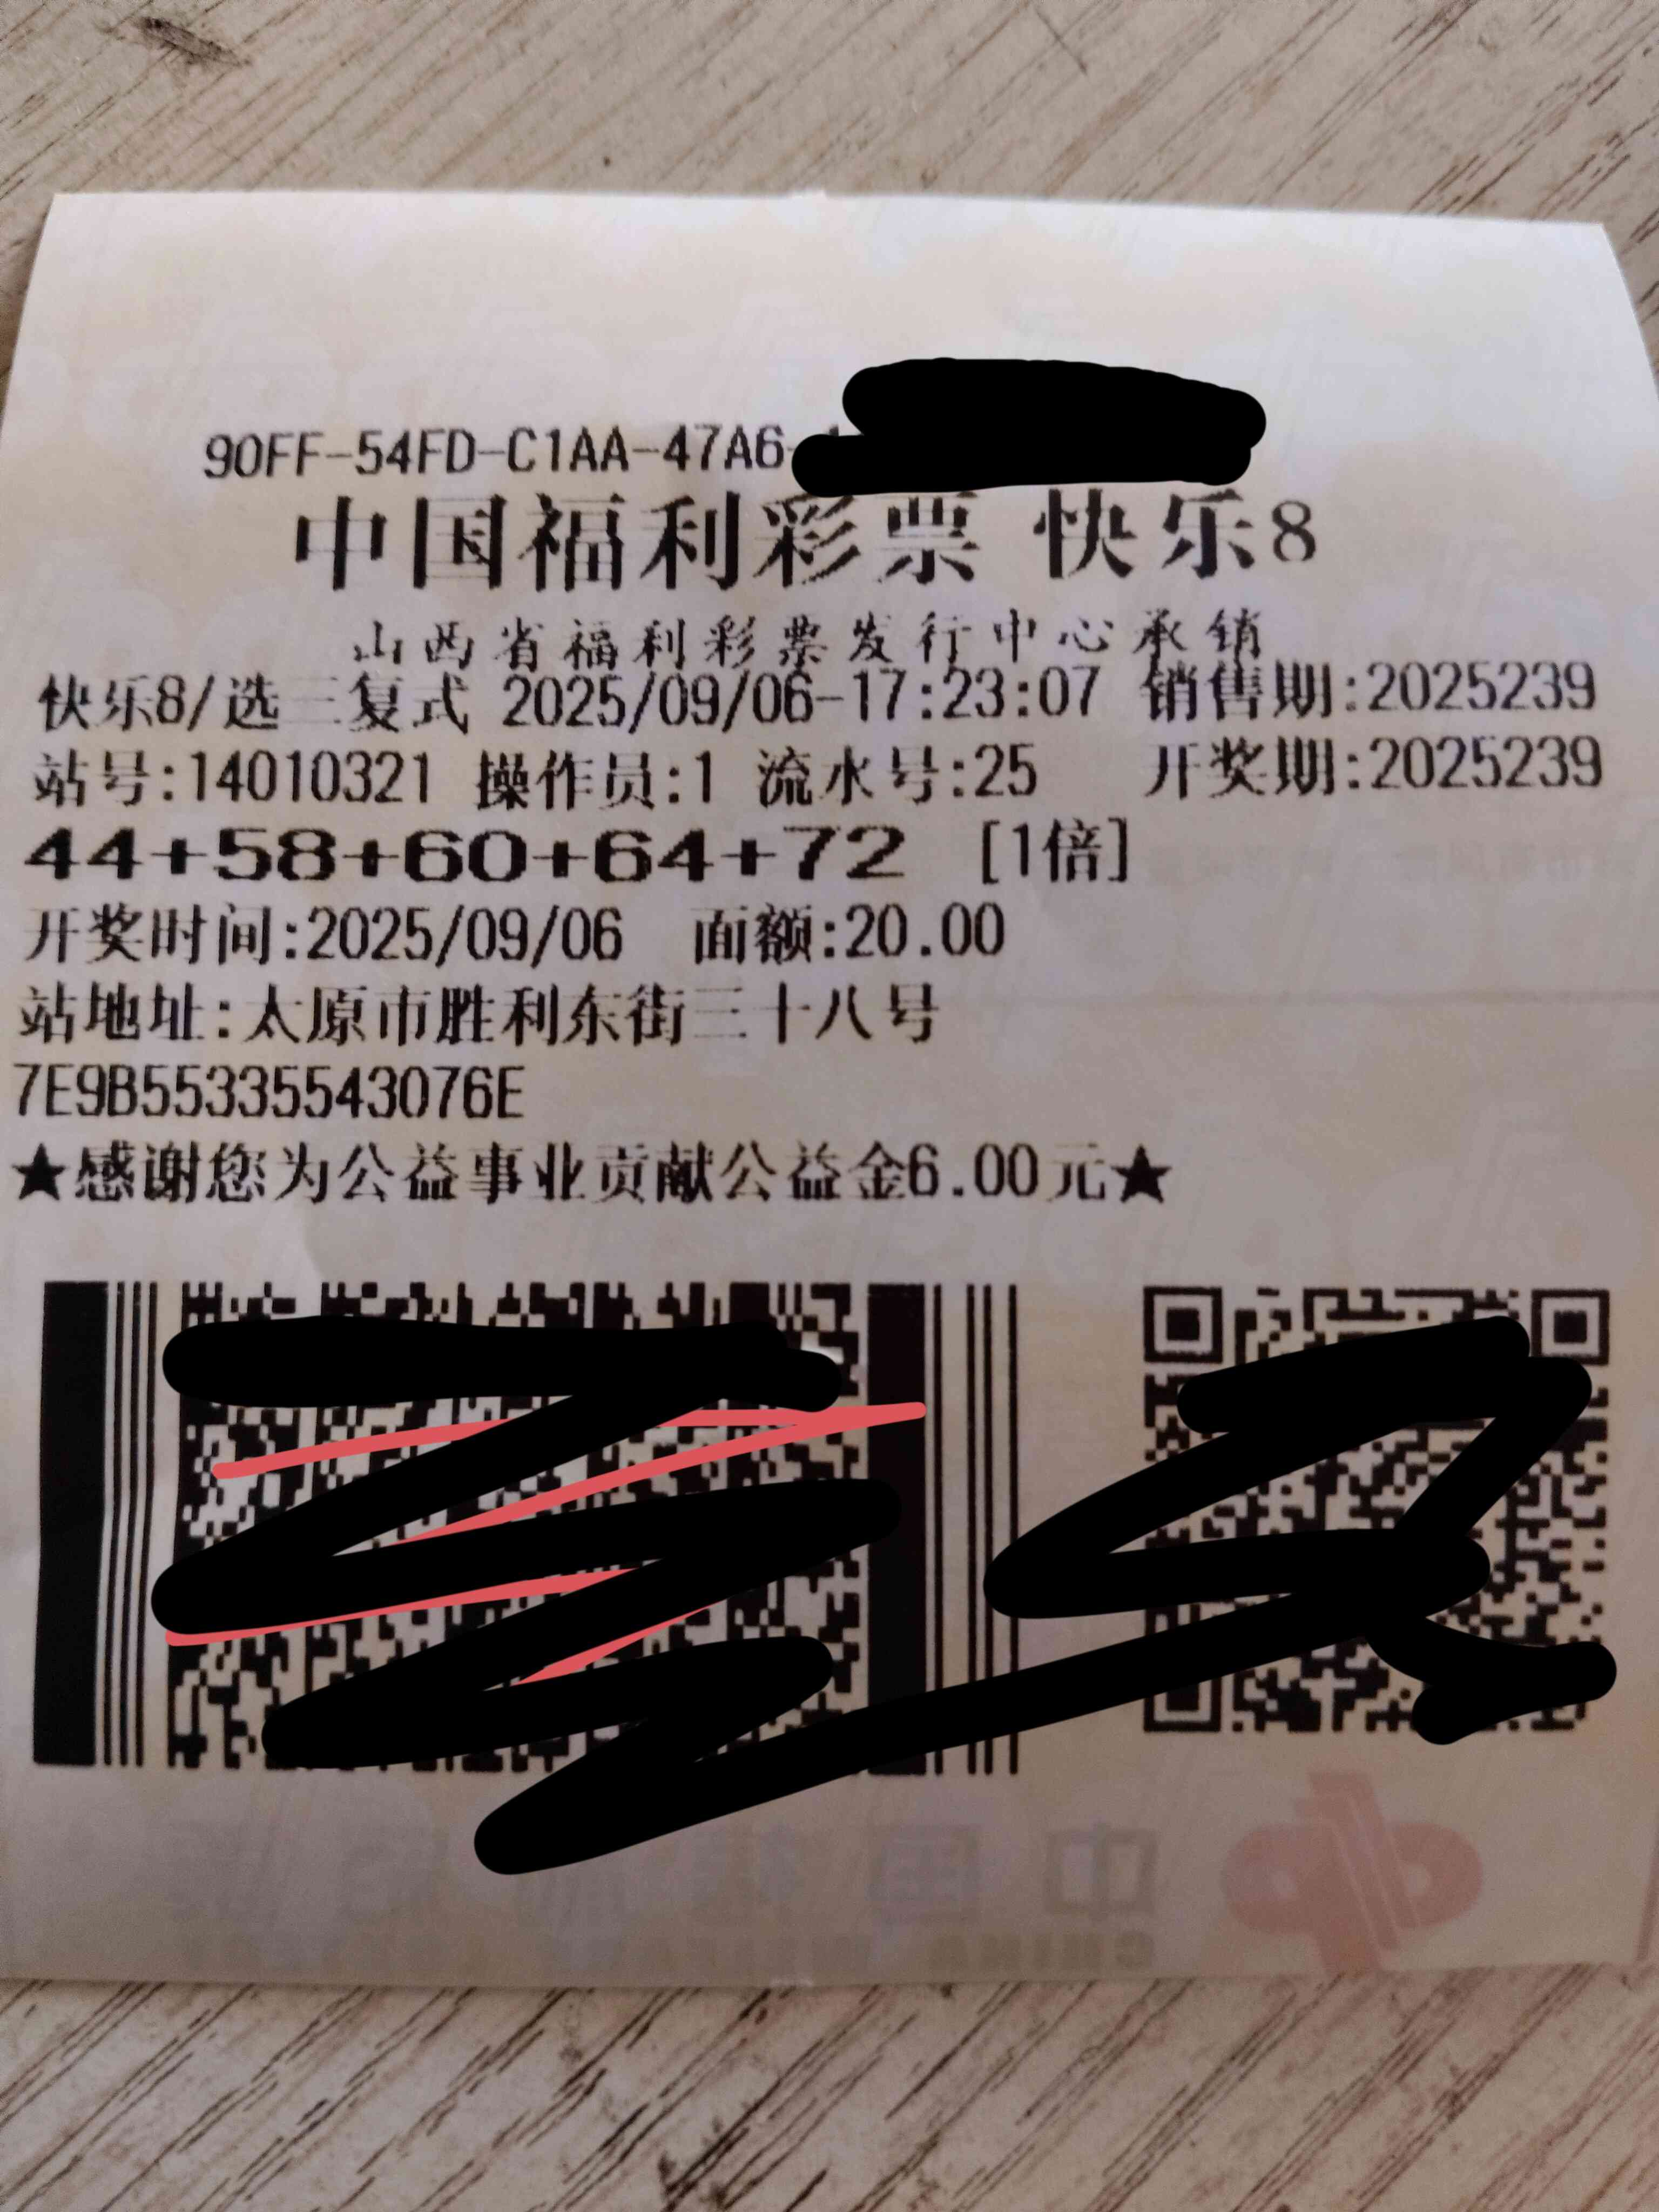 90FF-54FD-C1AA-47A6-
中国福利彩票 快乐8
山西省福利彩票发行中心承销
快乐8/选三复式 2025/09/06-17:23:07 销售期:2025239
站号:14010321 操作员:1 流水号:25 开奖期:2025239
44+58+60+64+72 [1倍]
开奖时间:2025/09/06 面额:20.00
站地址:太原市胜利东街三十八号
7E9B55335543076E
★感谢您为公益事业贡献公益金6.00元★